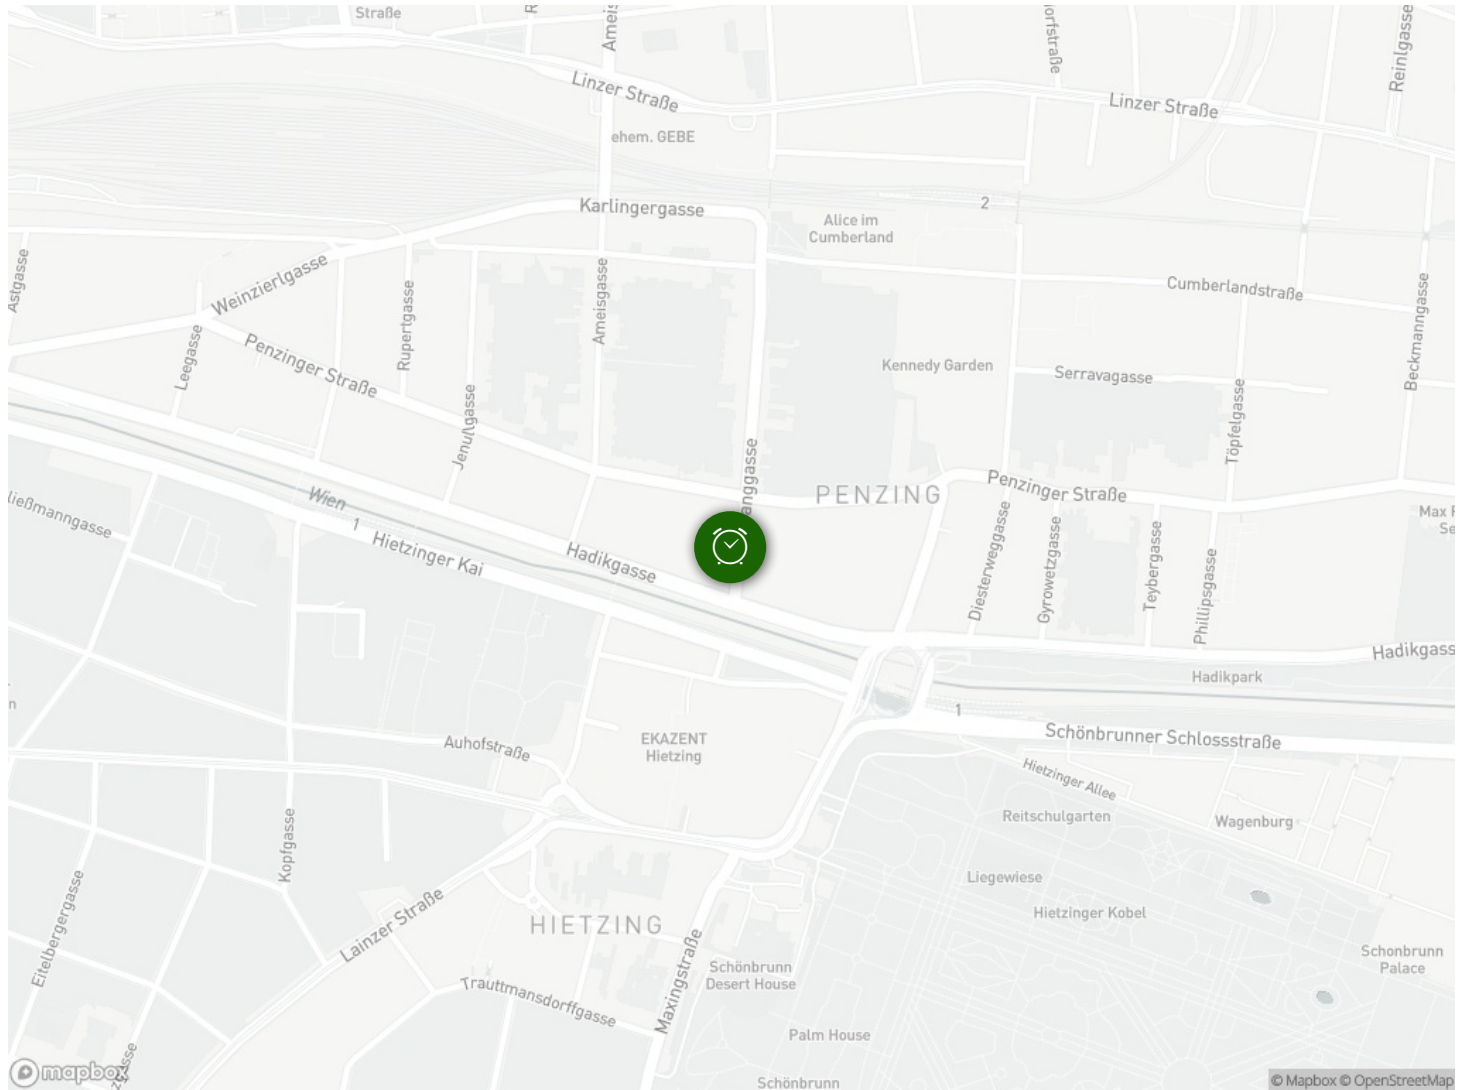 Straße
Linzer Straße
Linzer Straße
Reinlgasse
ehem. GEBE
Karlingergasse
2
Alice im
Cumberland
Astgasse
Weinzierlgasse
Cumberlandstraße
Ameisgasse
Rupertgasse
Leegasse
Penzinger Straße
Kennedy Garden
Serravagasse
Beckmanngasse
Jenullgasse
Töpfelgasse
PENZING
Penzinger Straße
Wien
1
Hietzinger Kai
Hadikgasse
Diesterweggasse
Gyrowetzgasse
Teybergasse
Phillipsgasse
Hadikgass
Hadikpark
1
Schönbrunner Schlossstraße
Auhofstraße
EKAZENT
Hietzing
Hietzinger Allee
Reitschulgarten
Wagenburg
Kopfgasse
Liegewiese
Hietzinger Kobel
Eitelbergergasse
Lainzer Straße
HIETZING
Maxingstraße
Schönbrunn
Desert House
Schonbrunn
Palace
Trauttmansdorffgasse
Palm House
Schönbrunn
mapbox
© Mapbox © OpenStreetMap